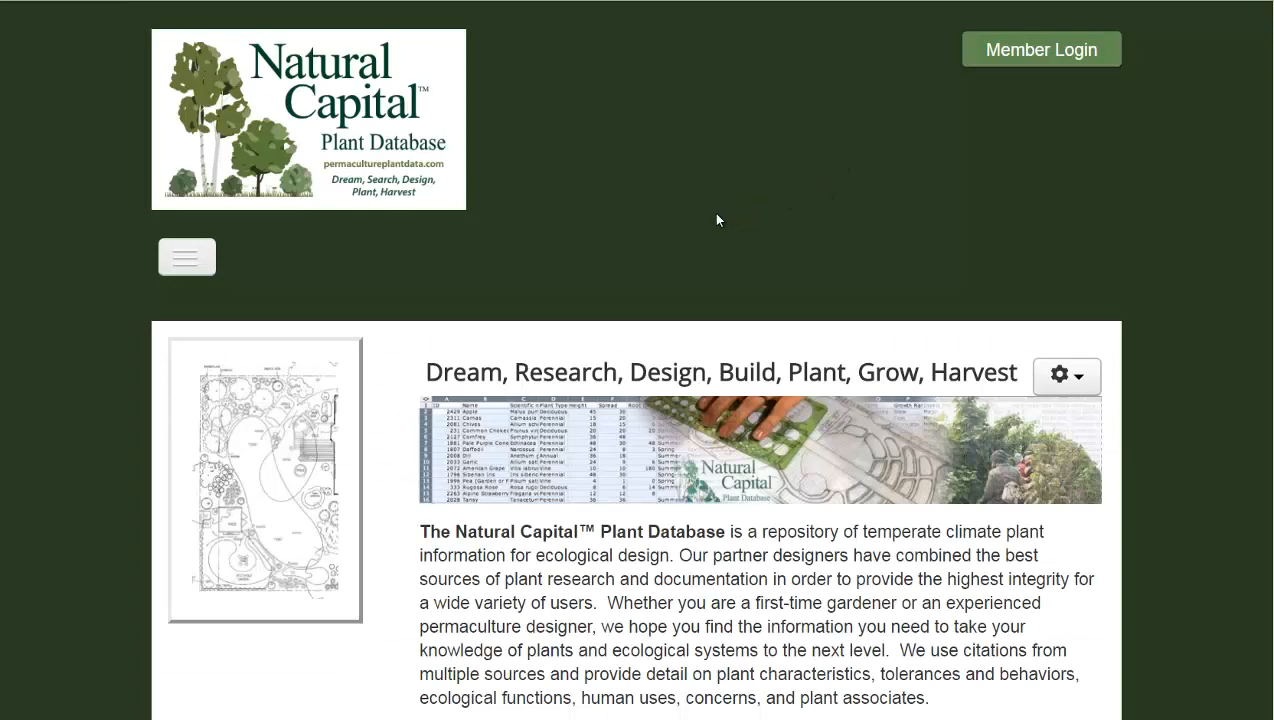 Natural
Capital™
Plant Database
permacultureplantdata.com
Dream, Search, Design,
Plant, Harvest
Member Login
Dream, Research, Design, Build, Plant, Grow, Harvest
Natural
Capital
Plant Database
The Natural Capital™ Plant Database is a repository of temperate climate plant
information for ecological design. Our partner designers have combined the best
sources of plant research and documentation in order to provide the highest integrity for
a wide variety of users.  Whether you are a first-time gardener or an experienced
permaculture designer, we hope you find the information you need to take your
knowledge of plants and ecological systems to the next level.  We use citations from
multiple sources and provide detail on plant characteristics, tolerances and behaviors,
ecological functions, human uses, concerns, and plant associates.